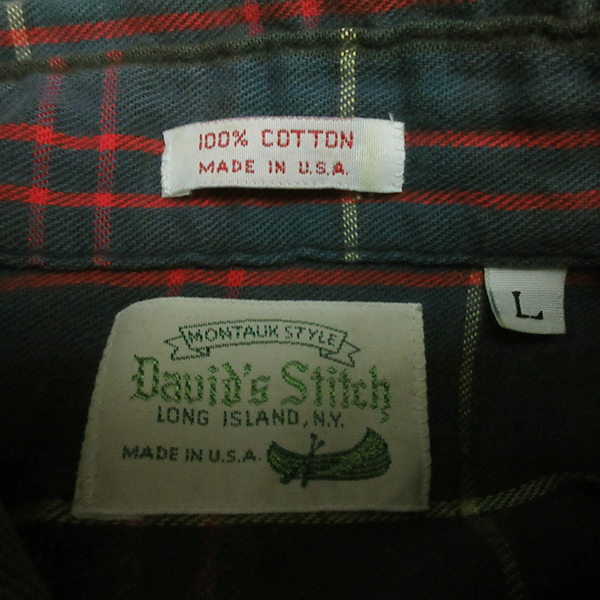 100% COTTON
MADE IN U.S.A.
L
MONTAUK STYLE
David's Stitch
LONG ISLAND, N.Y.
MADE IN U.S.A.